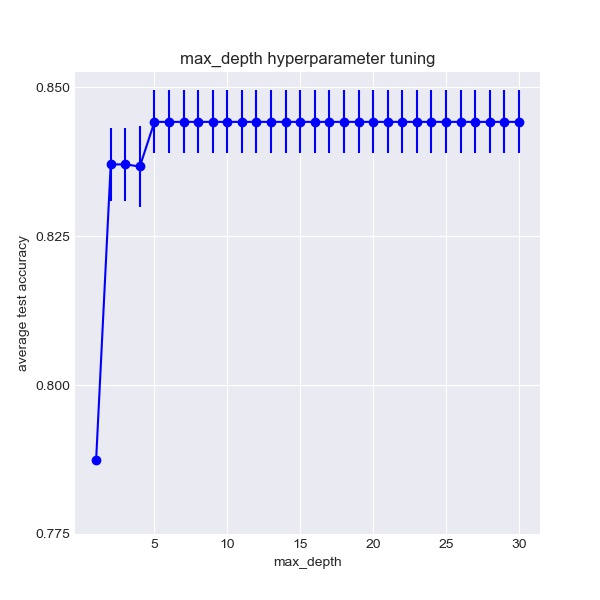 max_depth hyperparameter tuning
0.850
0.825
0.800
0.775
average test accuracy
5 10 15 20 25 30
max_depth